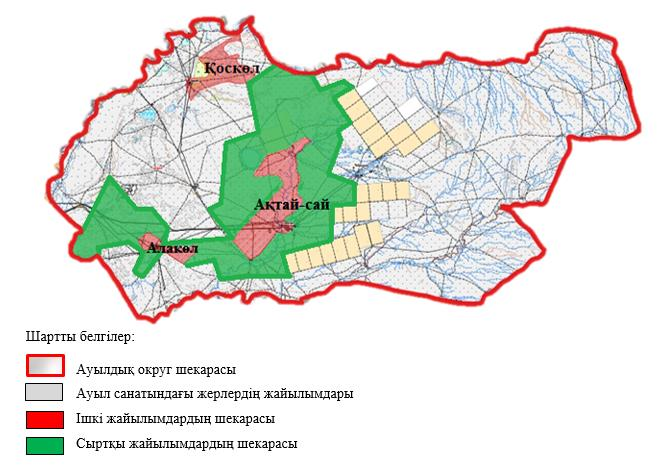 Қоскөл
Ақтай-сай
Алакөл
Шартты белгілер:
Ауылдық округ шекарасы
Ауыл санатындағы жерлердің жайылымдары
Ішкі жайылымдардың шекарасы
Сыртқы жайылымдардың шекарасы